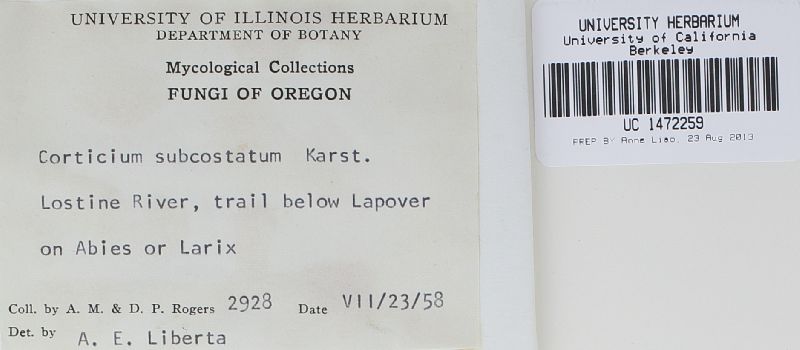 UNIVERSITY OF ILLINOIS HERBARIUM
DEPARTMENT OF BOTANY
Mycological Collections
FUNGI OF OREGON
Corticium subcostatum Karst.
Lostine River, trail below Lapover
on Abies or Larix
Coll. by A. M. & D. P. Rogers 2928 Date VII/23/58
Det. by A. E. Liberta
UNIVERSITY HERBARIUM
University of California
Berkeley
UC 1472259
PREP BY Anne Liao, 23 Aug 2013